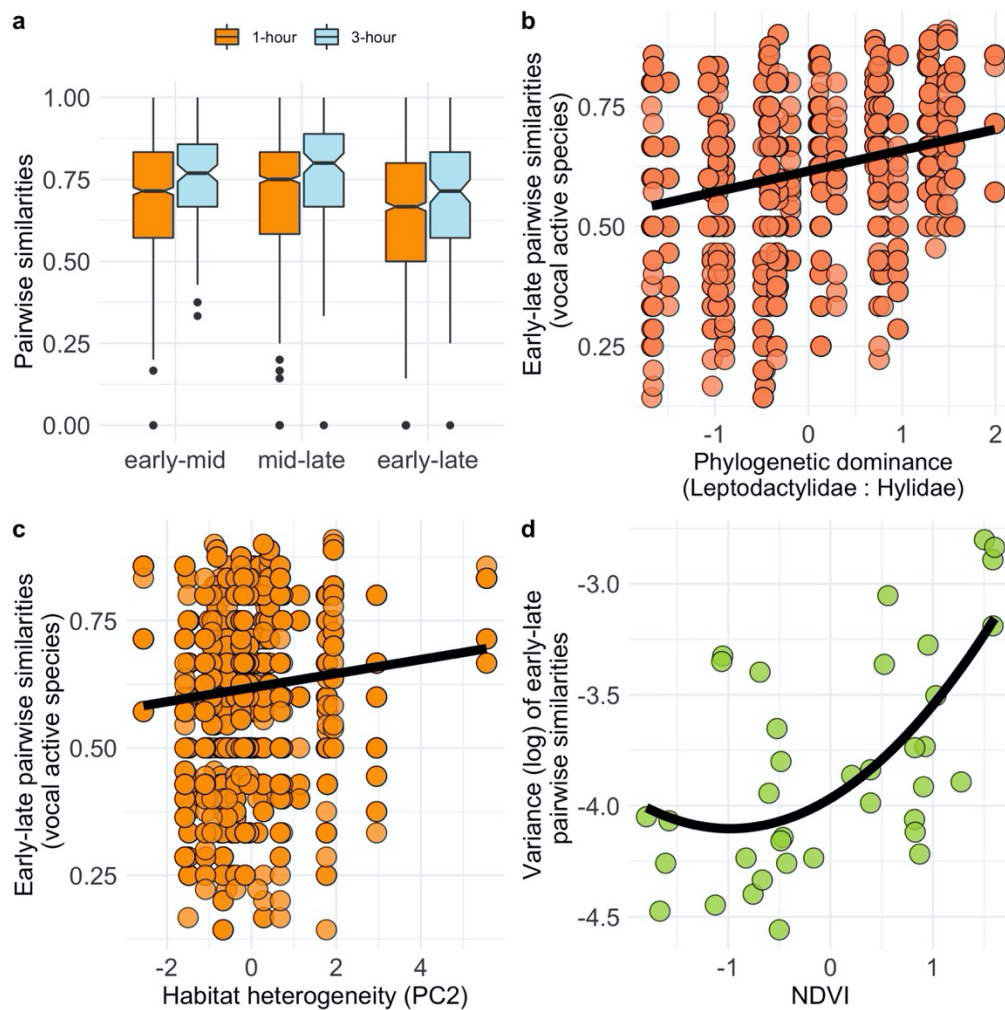 a
1-hour 3-hour
Pairwise similarities
1.00
0.75
0.50
0.25
0.00
early-mid mid-late early-late
b
Early-late pairwise similarities
(vocal active species)
0.75
0.50
0.25
-1 0 1 2
Phylogenetic dominance
(Leptodactylidae : Hylidae)
c
Early-late pairwise similarities
(vocal active species)
0.75
0.50
0.25
-2 0 2 4
Habitat heterogeneity (PC2)
d
Variance (log) of early-late
pairwise similarities
-3.0
-3.5
-4.0
-4.5
-1 0 1
NDVI